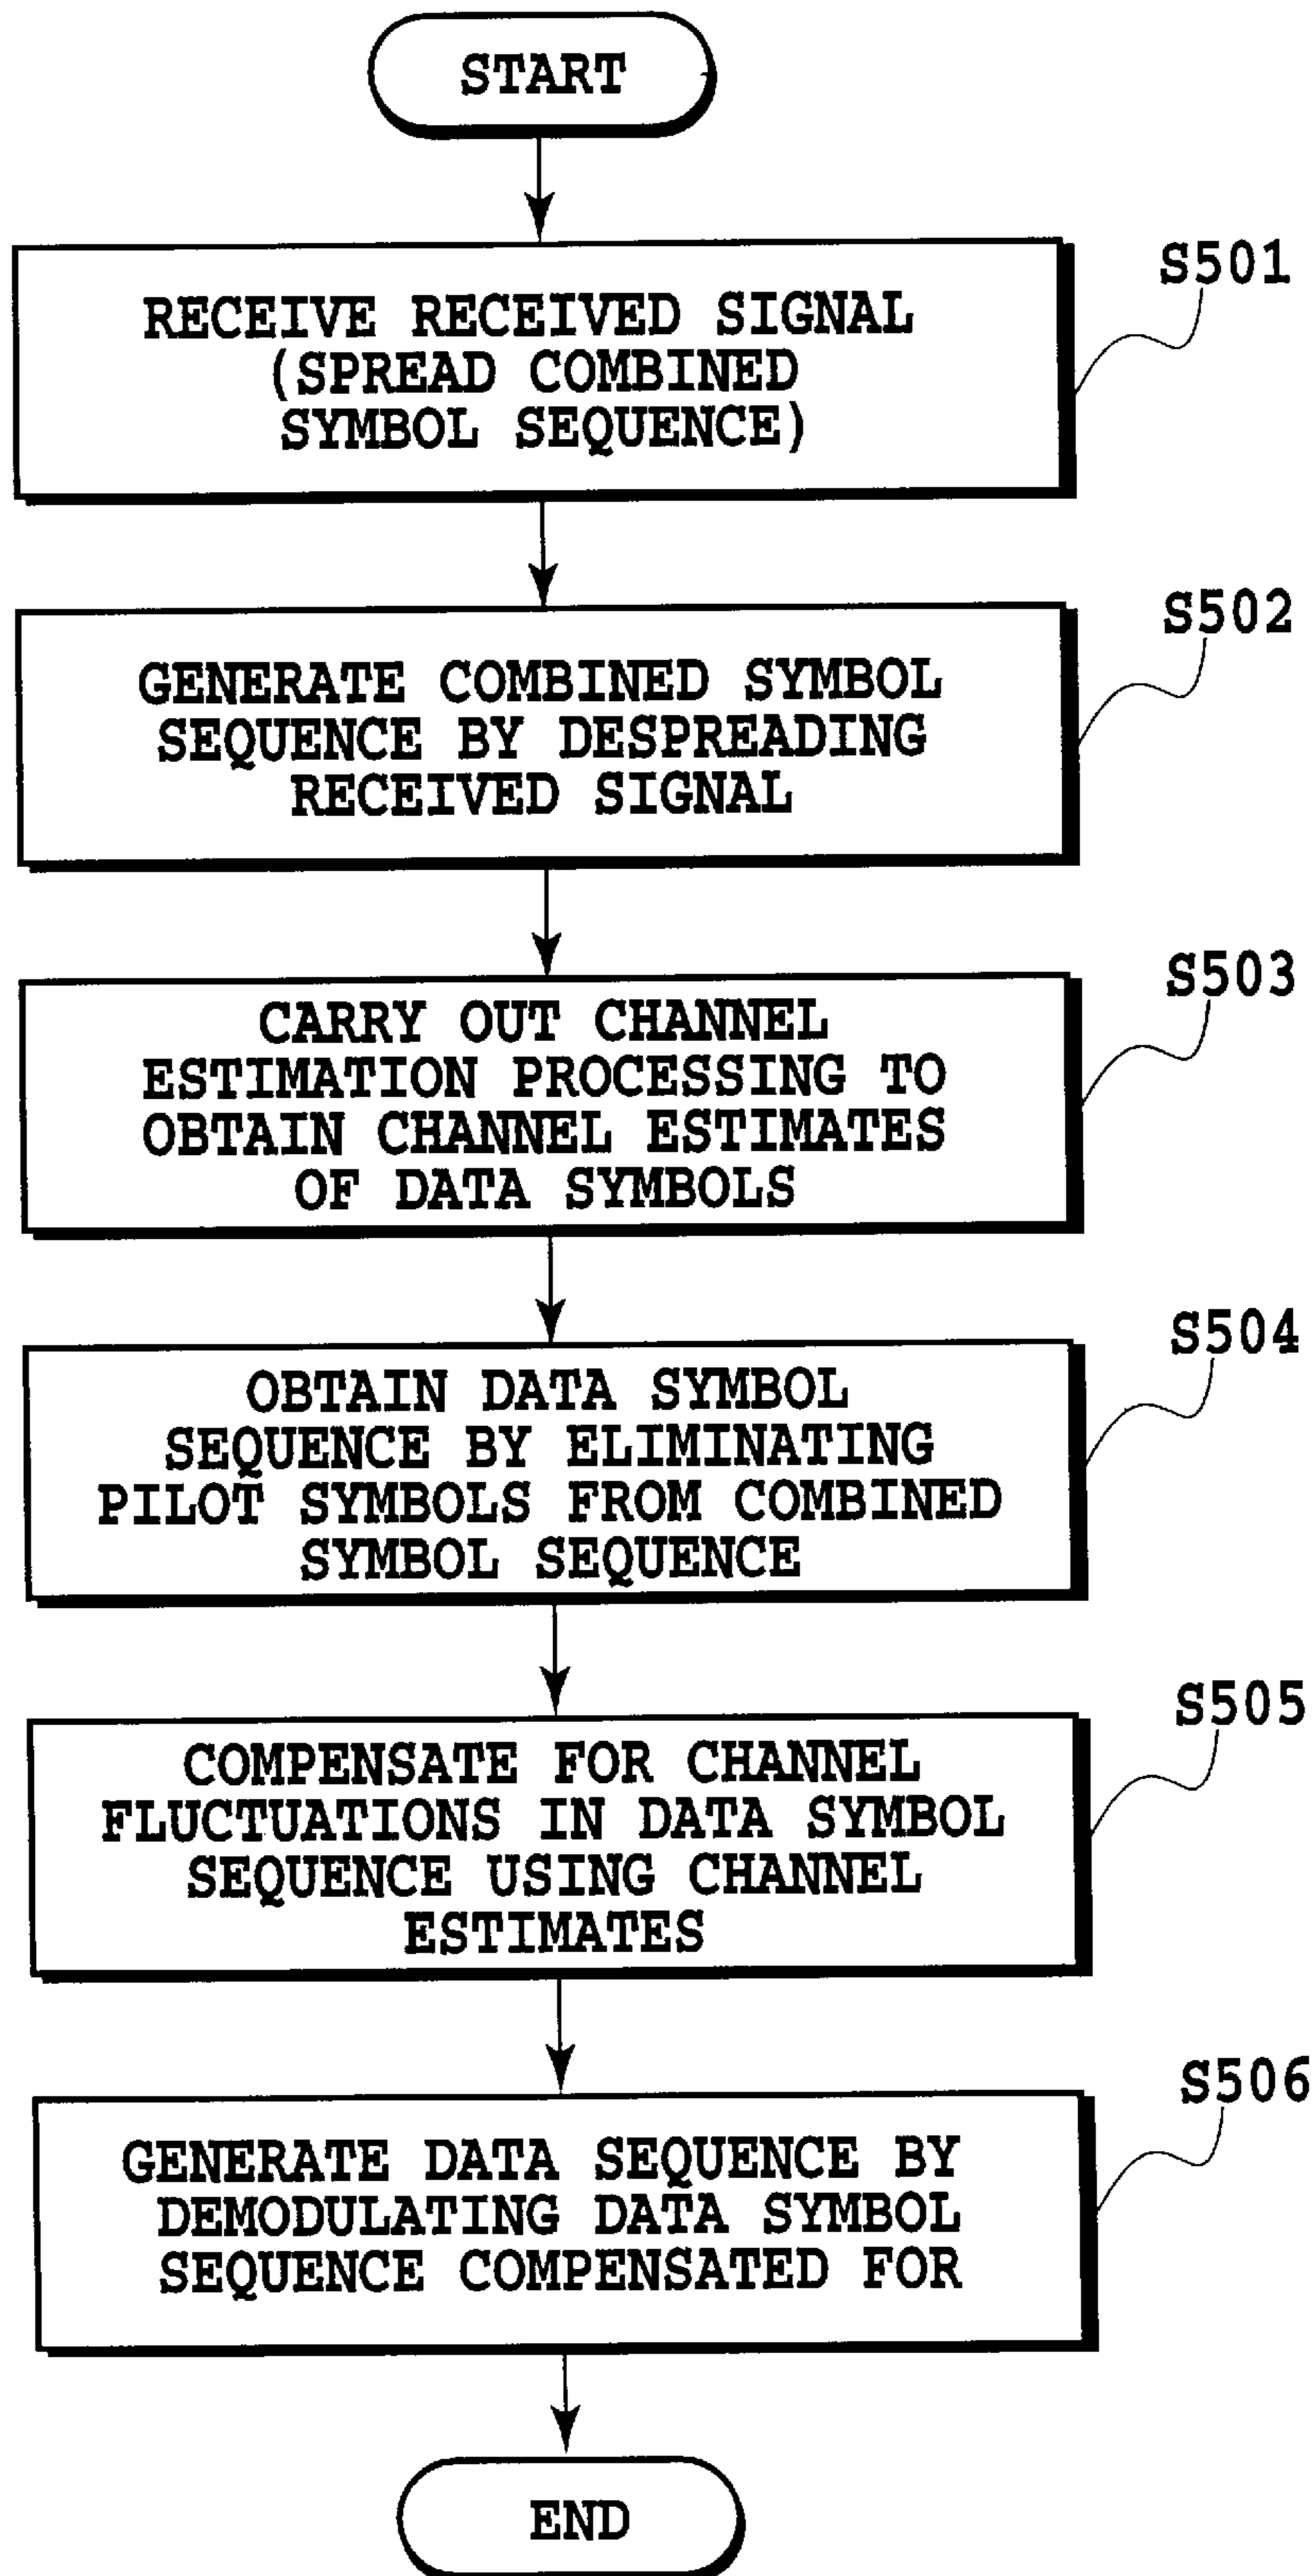 START
S501
RECEIVE RECEIVED SIGNAL
(SPREAD COMBINED
SYMBOL SEQUENCE)
S502
GENERATE COMBINED SYMBOL
SEQUENCE BY DESPREADING
RECEIVED SIGNAL
S503
CARRY OUT CHANNEL
ESTIMATION PROCESSING TO
OBTAIN CHANNEL ESTIMATES
OF DATA SYMBOLS
S504
OBTAIN DATA SYMBOL
SEQUENCE BY ELIMINATING
PILOT SYMBOLS FROM COMBINED
SYMBOL SEQUENCE
S505
COMPENSATE FOR CHANNEL
FLUCTUATIONS IN DATA SYMBOL
SEQUENCE USING CHANNEL
ESTIMATES
S506
GENERATE DATA SEQUENCE BY
DEMODULATING DATA SYMBOL
SEQUENCE COMPENSATED FOR
END